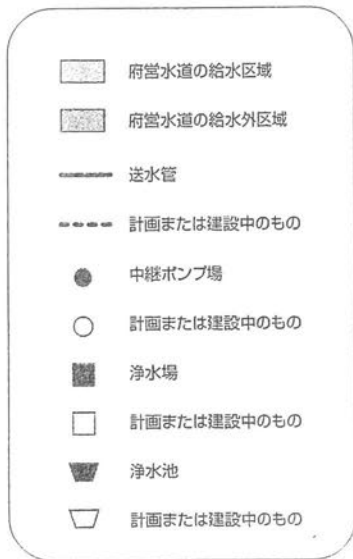 府営水道の給水区域
府営水道の給水外区域
送水管
計画または建設中のもの
中継ポンプ場
計画または建設中のもの
浄水場
計画または建設中のもの
浄水池
計画または建設中のもの